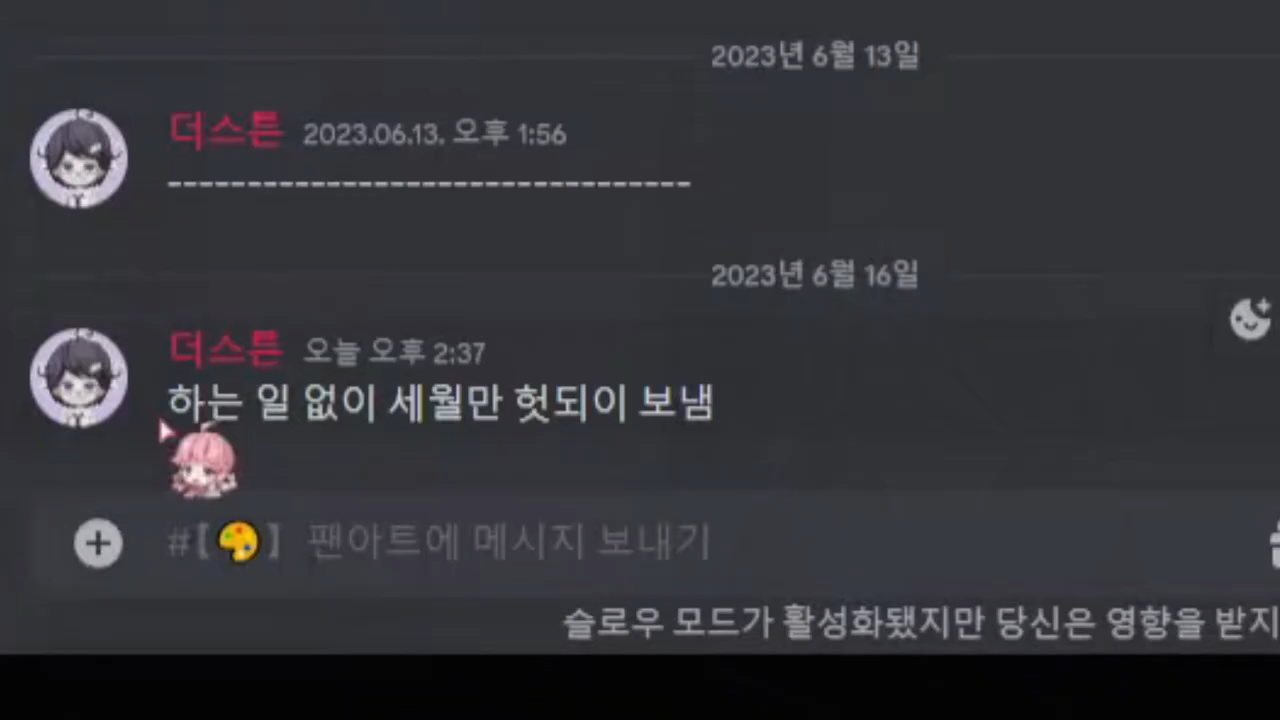 2023년 6월 13일
더스튼 2023.06.13. 오후 1:56
---------------------------------
2023년 6월 16일
더스튼 오늘 오후 2:37
하는 일 없이 세월만 헛되이 보냄
#【🎨】 팬아트에 메시지 보내기
슬로우 모드가 활성화됐지만 당신은 영향을 받지